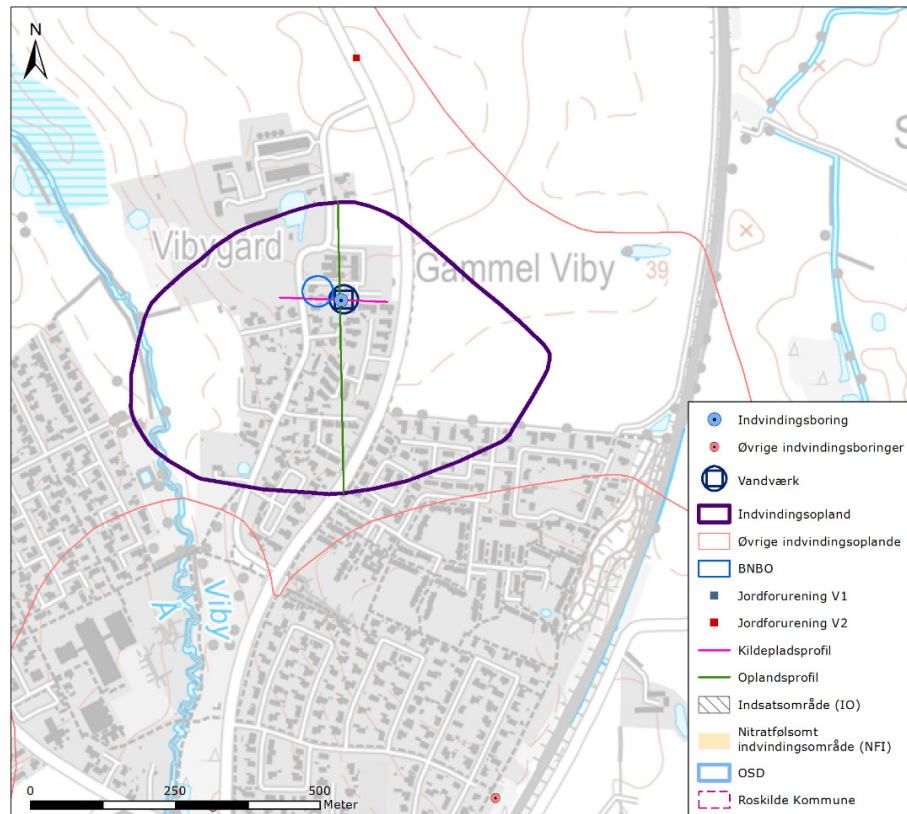 N
Vibygård
Gammel Viby
39
S
Viby
Å
0 250 500
Meter
Indvindingsboring
Øvrige indvindingsboringer
Vandværk
Indvindingsopland
Øvrige indvindingsoplande
BNBO
Jordforurening V1
Jordforurening V2
Kildepladsprofil
Oplandsprofil
Indsatsområde (IO)
Nitratfølsomt
indvindingsområde (NFI)
OSD
Roskilde Kommune